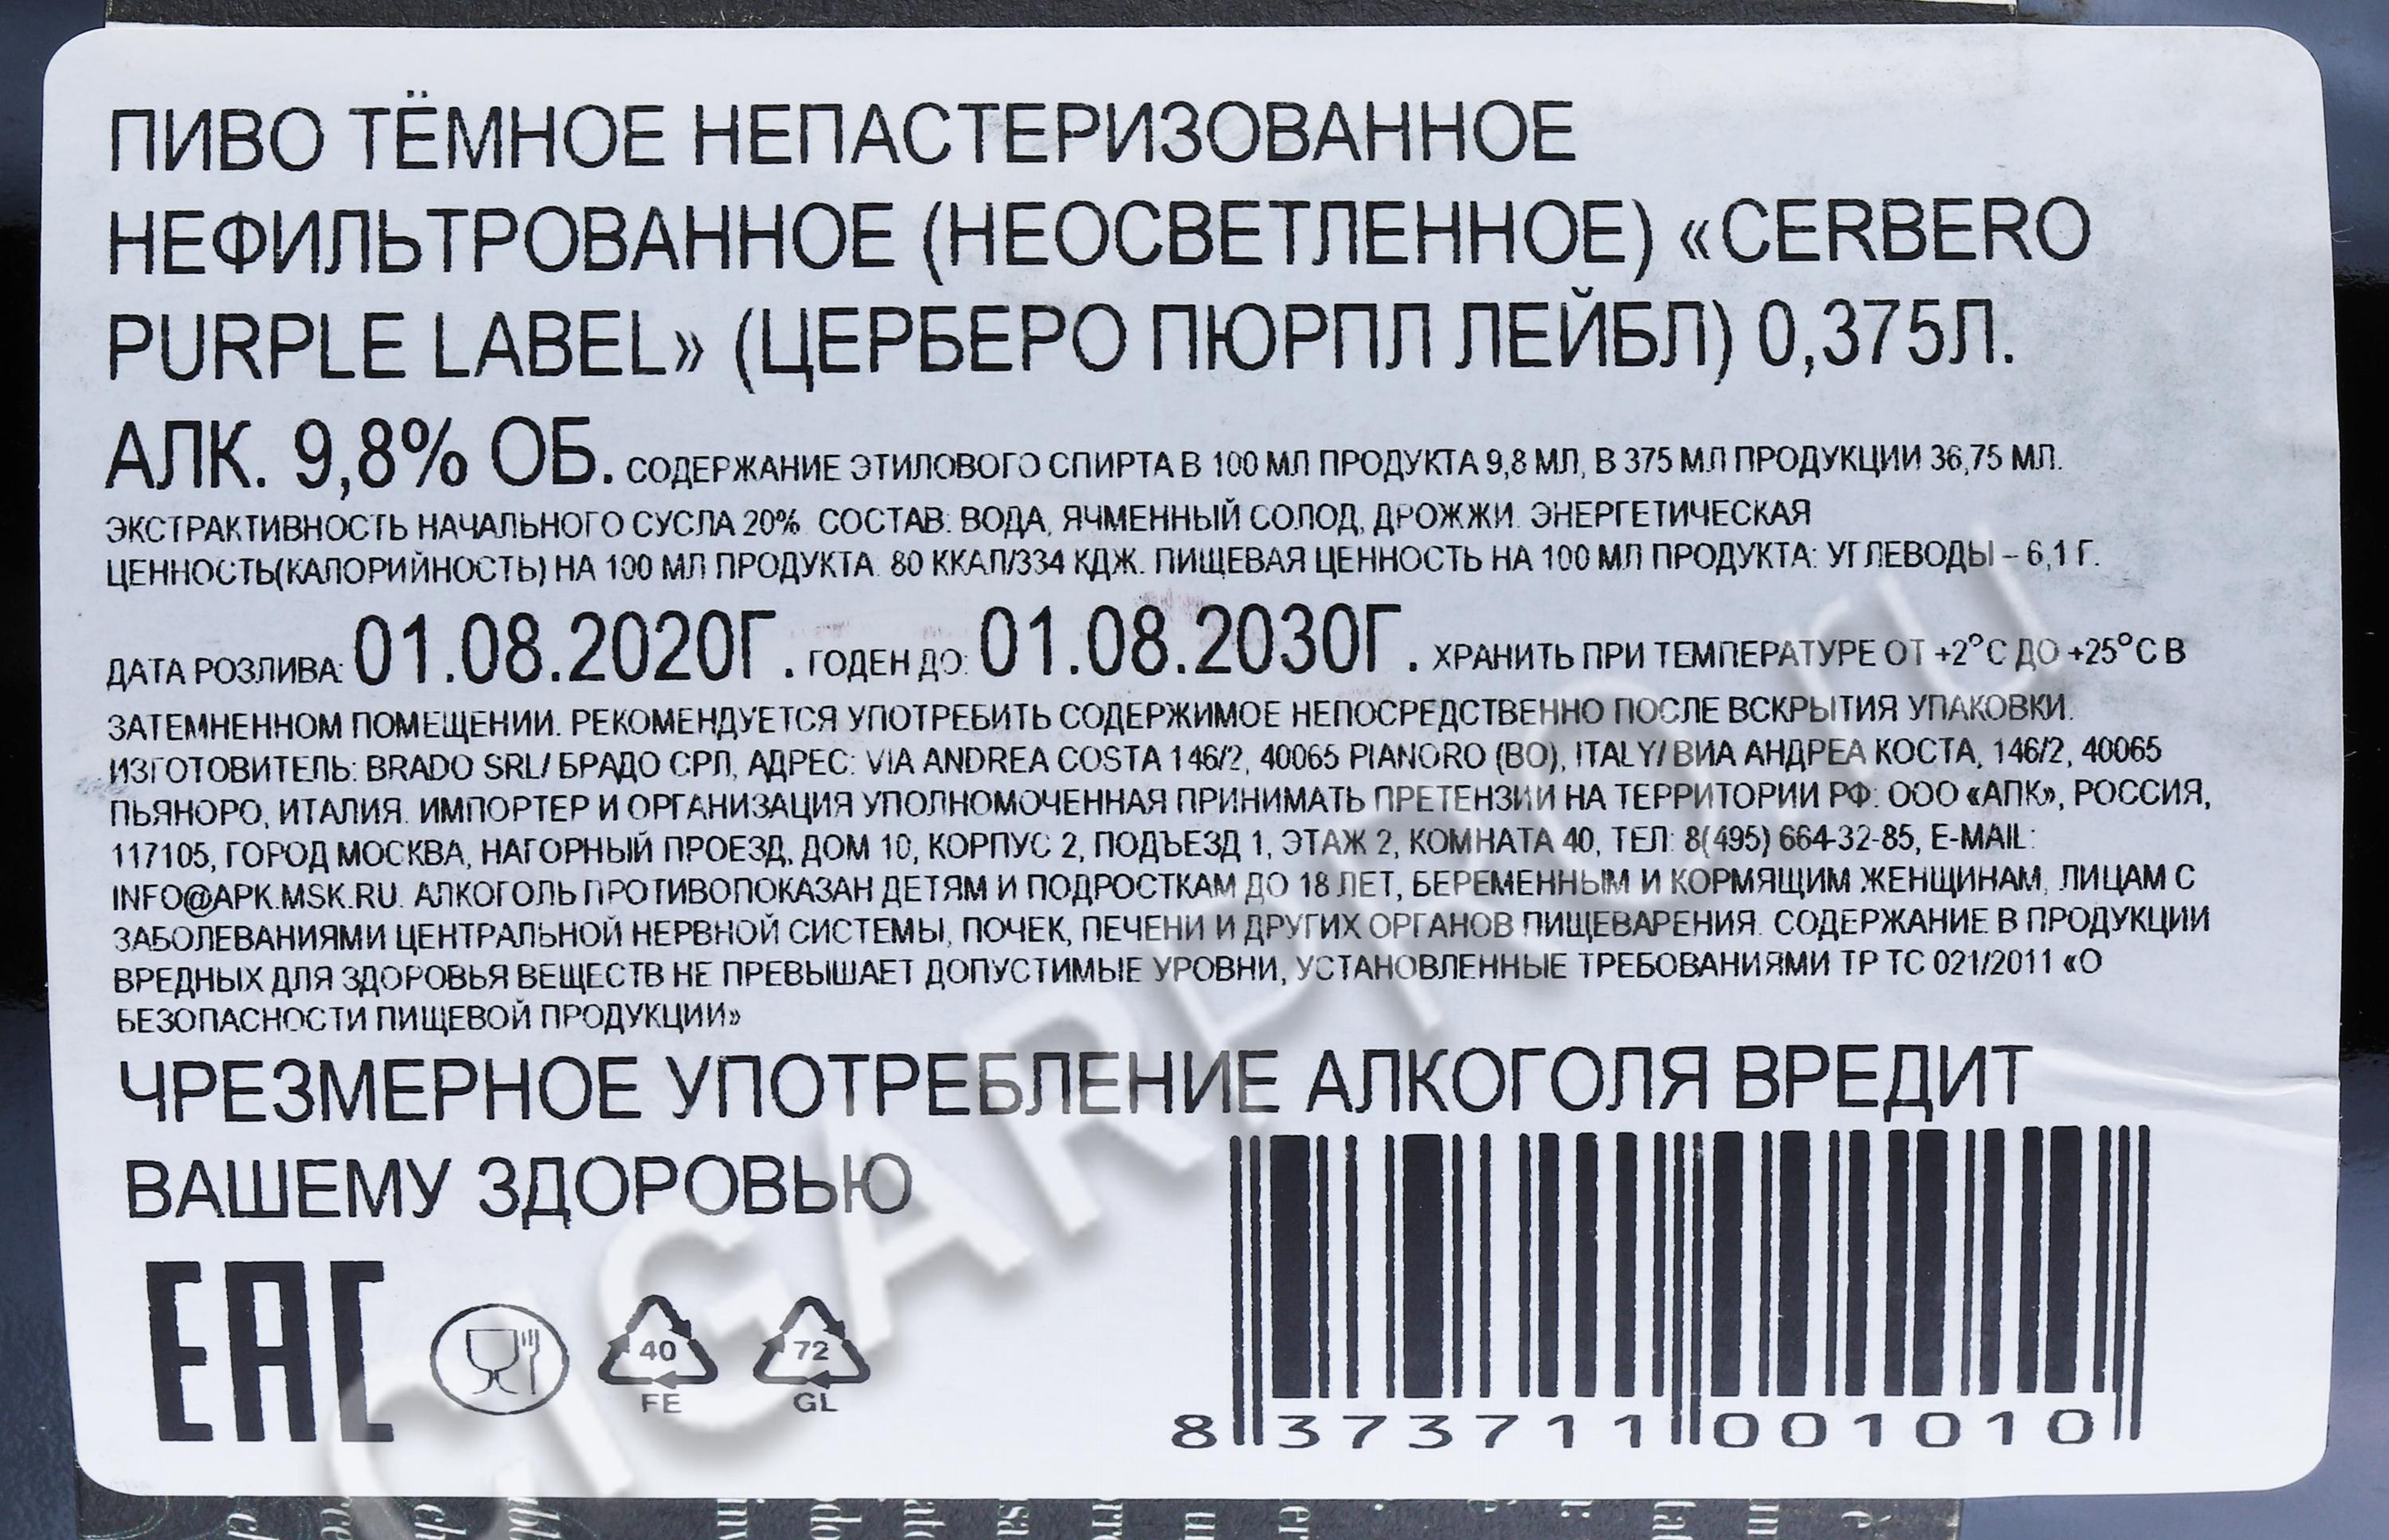 ПИВО ТЁМНОЕ НЕПАСТЕРИЗОВАННОЕ
НЕФИЛЬТРОВАННОЕ (НЕОСВЕТЛЕННОЕ) «CERBERO
PURPLE LABEL» (ЦЕРБЕРО ПЮРПЛ ЛЕЙБЛ) 0,375Л.
АЛК. 9,8% ОБ. СОДЕРЖАНИЕ ЭТИЛОВОГО СПИРТА В 100 МЛ ПРОДУКТА 9,8 МЛ, В 375 МЛ ПРОДУКЦИИ 36,75 МЛ.
ЭКСТРАКТИВНОСТЬ НАЧАЛЬНОГО СУСЛА 20%. СОСТАВ: ВОДА, ЯЧМЕННЫЙ СОЛОД, ДРОЖЖИ. ЭНЕРГЕТИЧЕСКАЯ
ЦЕННОСТЬ(КАЛОРИЙНОСТЬ) НА 100 МЛ ПРОДУКТА: 80 ККАЛ/334 КДЖ. ПИЩЕВАЯ ЦЕННОСТЬ НА 100 МЛ ПРОДУКТА: УГЛЕВОДЫ – 6,1 Г.
ДАТА РОЗЛИВА: 01.08.2020Г. ГОДЕН ДО: 01.08.2030Г. ХРАНИТЬ ПРИ ТЕМПЕРАТУРЕ ОТ +2°С ДО +25°С В
ЗАТЕМНЕННОМ ПОМЕЩЕНИИ. РЕКОМЕНДУЕТСЯ УПОТРЕБИТЬ СОДЕРЖИМОЕ НЕПОСРЕДСТВЕННО ПОСЛЕ ВСКРЫТИЯ УПАКОВКИ.
ИЗГОТОВИТЕЛЬ: BRADO SRL/ БРАДО СРЛ, АДРЕС: VIA ANDREA COSTA 146/2, 40065 PIANORO (BO), ITALY/ ВИА АНДРЕА КОСТА, 146/2, 40065
ПЬЯНОРО, ИТАЛИЯ. ИМПОРТЕР И ОРГАНИЗАЦИЯ УПОЛНОМОЧЕННАЯ ПРИНИМАТЬ ПРЕТЕНЗИИ НА ТЕРРИТОРИИ РФ: ООО «АПК», РОССИЯ,
117105, ГОРОД МОСКВА, НАГОРНЫЙ ПРОЕЗД, ДОМ 10, КОРПУС 2, ПОДЪЕЗД 1, ЭТАЖ 2, КОМНАТА 40, ТЕЛ: 8(495) 664-32-85, E-MAIL:
INFO@APK.MSK.RU. АЛКОГОЛЬ ПРОТИВОПОКАЗАН ДЕТЯМ И ПОДРОСТКАМ ДО 18 ЛЕТ, БЕРЕМЕННЫМ И КОРМЯЩИМ ЖЕНЩИНАМ, ЛИЦАМ С
ЗАБОЛЕВАНИЯМИ ЦЕНТРАЛЬНОЙ НЕРВНОЙ СИСТЕМЫ, ПОЧЕК, ПЕЧЕНИ И ДРУГИХ ОРГАНОВ ПИЩЕВАРЕНИЯ. СОДЕРЖАНИЕ В ПРОДУКЦИИ
ВРЕДНЫХ ДЛЯ ЗДОРОВЬЯ ВЕЩЕСТВ НЕ ПРЕВЫШАЕТ ДОПУСТИМЫЕ УРОВНИ, УСТАНОВЛЕННЫЕ ТРЕБОВАНИЯМИ ТР ТС 021/2011 «О
БЕЗОПАСНОСТИ ПИЩЕВОЙ ПРОДУКЦИИ»
ЧРЕЗМЕРНОЕ УПОТРЕБЛЕНИЕ АЛКОГОЛЯ ВРЕДИТ
ВАШЕМУ ЗДОРОВЬЮ
EAC
40
FE
72
GL
8 373711 001010
CIGARPRO.ru